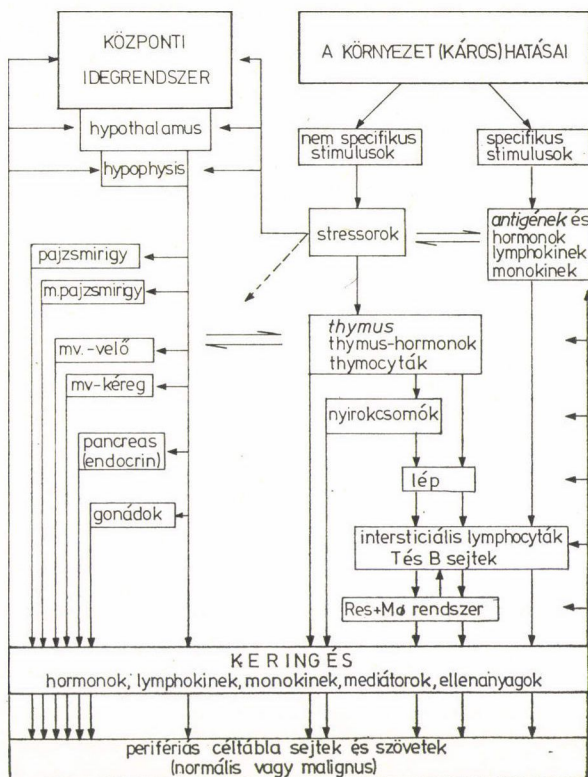 KÖZPONTI
IDEGRENDSZER
hypothalamus
hypophysis
A KÖRNYEZET (KÁROS) HATÁSAI
nem specifikus
stimulusok
specifikus
stimulusok
stressorok
antigének és
hormonok
lymphokinek
monokinek
pajzsmirigy
m.pajzsmirigy
mv.-velő
mv-kéreg
pancreas
(endocrin)
gonádok
thymus
thymus-hormonok
thymocyták
nyirokcsomók
lép
intersticiális lymphocyták
T és B sejtek
Res+Mø rendszer
KERINGÉS
hormonok, lymphokinek, monokinek, mediátorok, ellenanyagok
perifériás céltábla sejtek és szövetek
(normális vagy malignus)